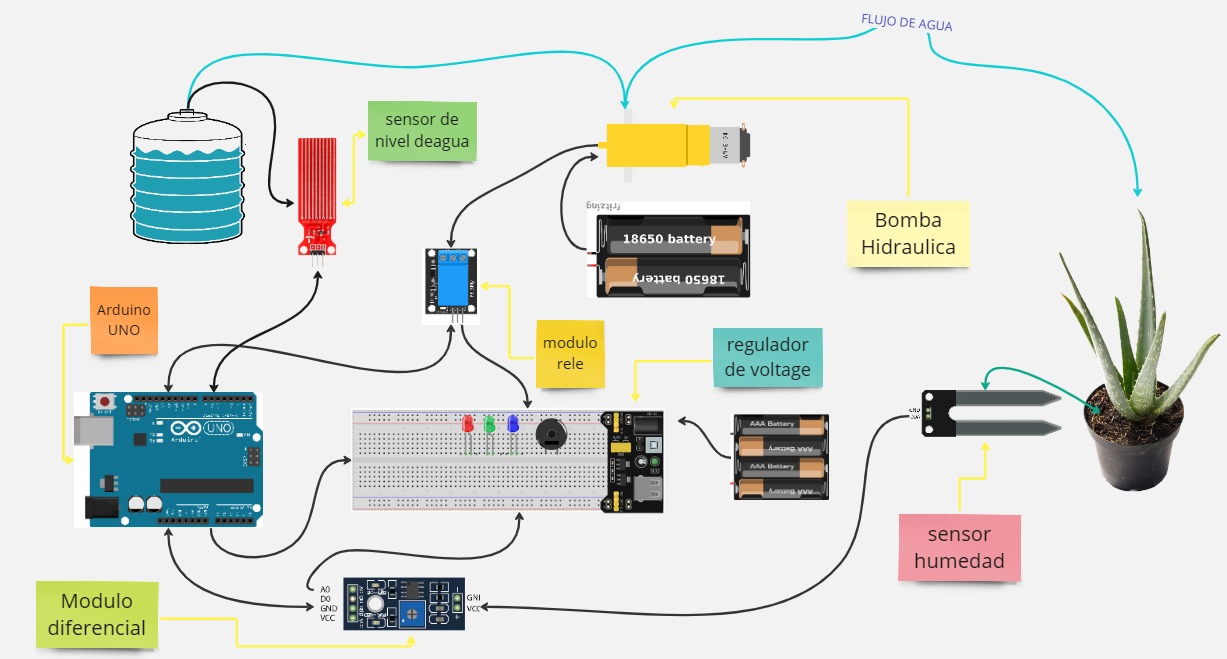 FLUJO DE AGUA
sensor de
nivel deagua
fritzing
18650 battery
18650 battery
Bomba
Hidraulica
Arduino
UNO
modulo
rele
regulador
de voltage
UNO
Arduino
AAA Battery
AAA Battery
AAA Battery
AAA Battery
GND
sensor
humedad
A0
D0
GND
VCC
GNI
VCC
Modulo
diferencial